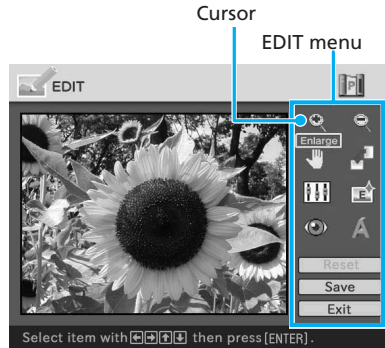 Cursor
EDIT menu
EDIT
P
Enlarge
E
A
Reset
Save
Exit
Select item with ←→↑↓ then press [ENTER].